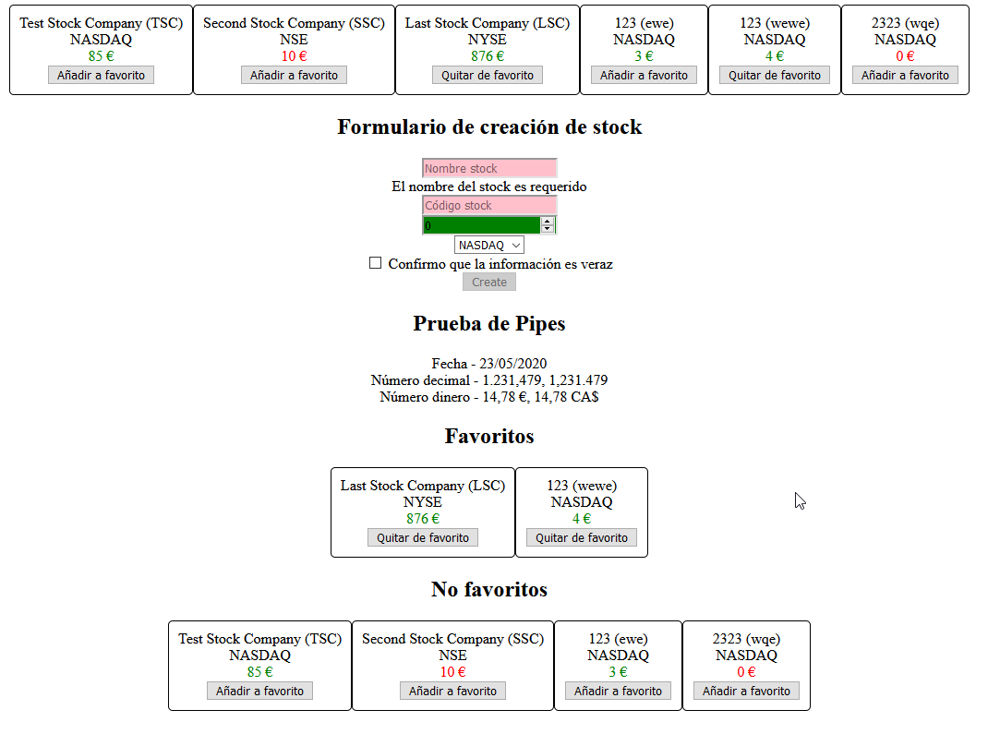 Test Stock Company (TSC)
NASDAQ
85 €
Añadir a favorito
Second Stock Company (SSC)
NSE
10 €
Añadir a favorito
Last Stock Company (LSC)
NYSE
876 €
Quitar de favorito
123 (ewe)
NASDAQ
3 €
Añadir a favorito
123 (wewe)
NASDAQ
4 €
Quitar de favorito
2323 (wqe)
NASDAQ
0 €
Añadir a favorito
Formulario de creación de stock
Nombre stock
El nombre del stock es requerido
Código stock
0
NASDAQ
Confirmo que la información es veraz
Create
Prueba de Pipes
Fecha - 23/05/2020
Número decimal - 1.231,479, 1,231.479
Número dinero - 14,78 €, 14,78 CA$
Favoritos
Last Stock Company (LSC)
NYSE
876 €
Quitar de favorito
123 (wewe)
NASDAQ
4 €
Quitar de favorito
No favoritos
Test Stock Company (TSC)
NASDAQ
85 €
Añadir a favorito
Second Stock Company (SSC)
NSE
10 €
Añadir a favorito
123 (ewe)
NASDAQ
3 €
Añadir a favorito
2323 (wqe)
NASDAQ
0 €
Añadir a favorito